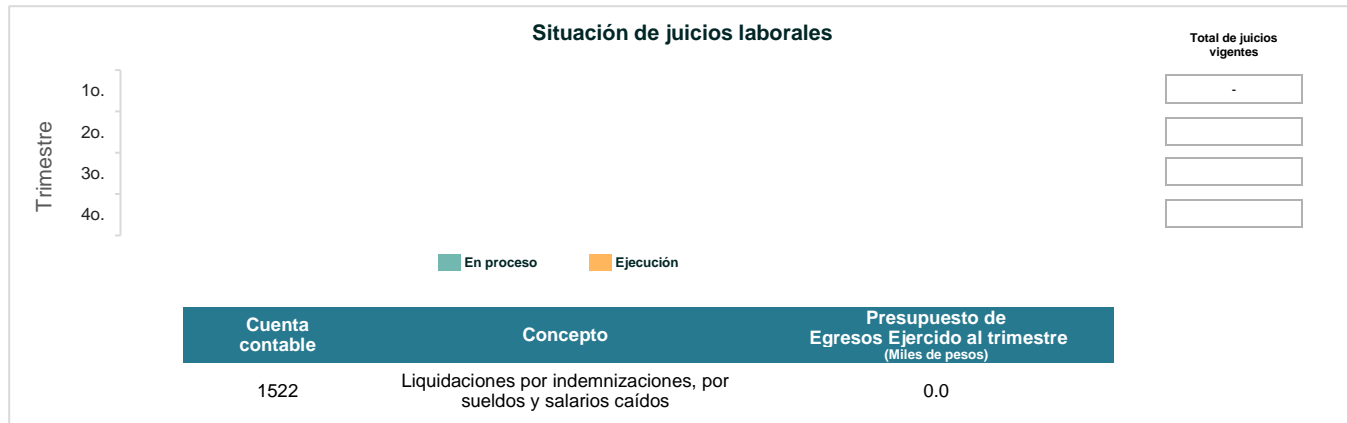 Situación de juicios laborales
Total de juicios
vigentes
Trimestre
1o.
-
2o.
3o.
4o.
En proceso
Ejecución
Cuenta
contable
Concepto
Presupuesto de
Egresos Ejercido al trimestre
(Miles de pesos)
1522
Liquidaciones por indemnizaciones, por
sueldos y salarios caídos
0.0